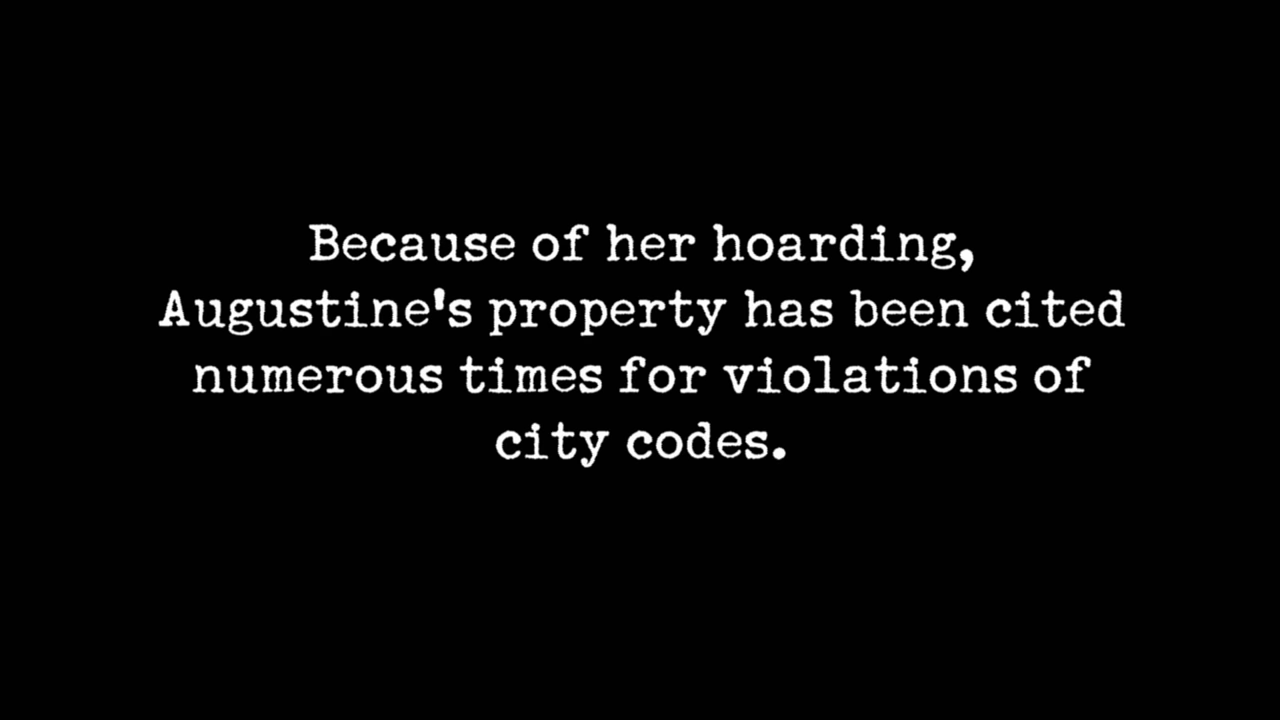 Because of her hoarding,
Augustine's property has been cited
numerous times for violations of
city codes.